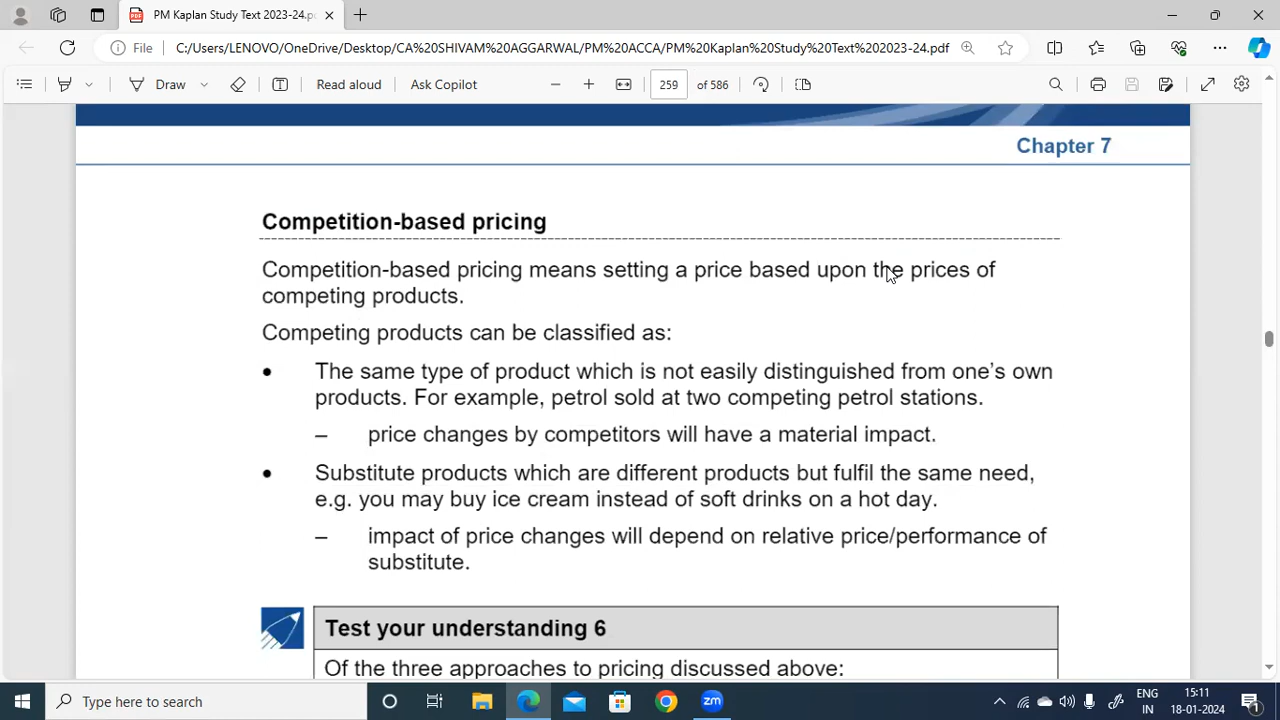 PM Kaplan Study Text 2023-24.p
File
C:/Users/LENOVO/OneDrive/Desktop/CA%20SHIVAM%20AGGARWAL/PM%20ACCA/PM%20Kaplan%20Study%20Text%202023-24.pdf
Draw
Read aloud
Ask Copilot
259 of 586
Chapter 7
Competition-based pricing
Competition-based pricing means setting a price based upon the prices of
competing products.
Competing products can be classified as:
• The same type of product which is not easily distinguished from one’s own
products. For example, petrol sold at two competing petrol stations.
– price changes by competitors will have a material impact.
• Substitute products which are different products but fulfil the same need,
e.g. you may buy ice cream instead of soft drinks on a hot day.
– impact of price changes will depend on relative price/performance of
substitute.
Test your understanding 6
Of the three approaches to pricing discussed above:
Type here to search
zm
ENG
IN
15:11
18-01-2024
1